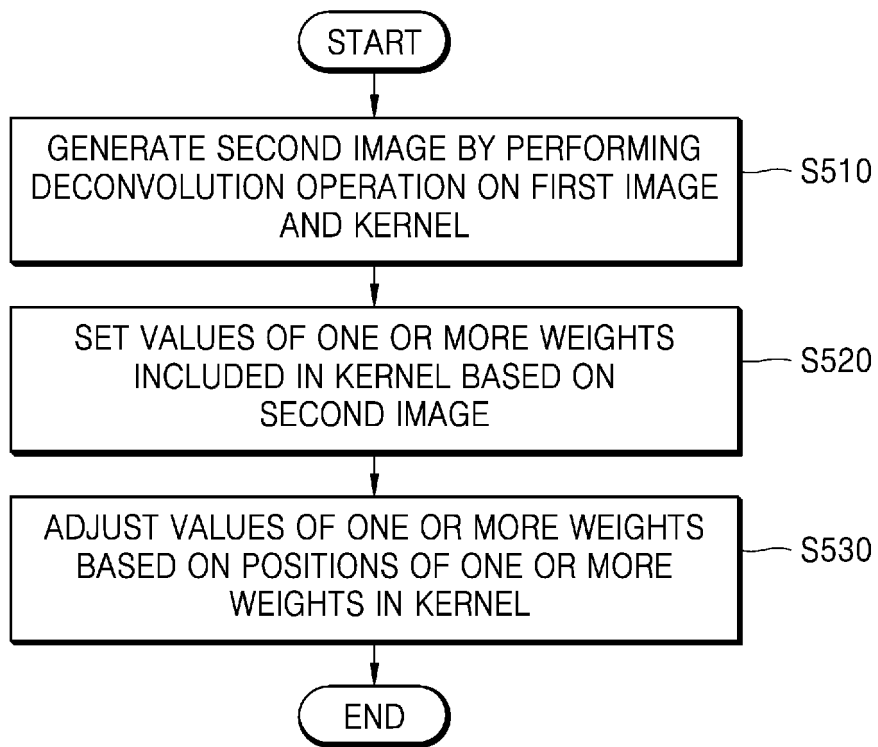 START
GENERATE SECOND IMAGE BY PERFORMING
DECONVOLUTION OPERATION ON FIRST IMAGE
AND KERNEL
S510
SET VALUES OF ONE OR MORE WEIGHTS
INCLUDED IN KERNEL BASED ON
SECOND IMAGE
S520
ADJUST VALUES OF ONE OR MORE WEIGHTS
BASED ON POSITIONS OF ONE OR MORE
WEIGHTS IN KERNEL
S530
END